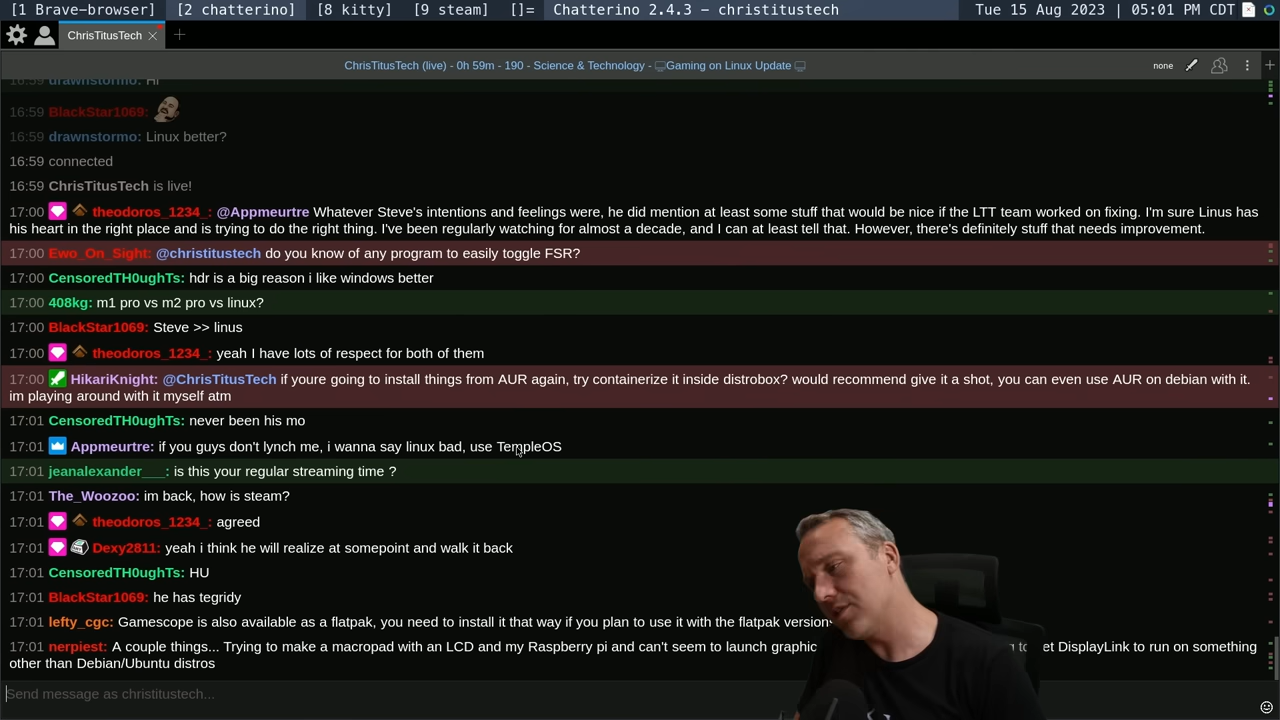 [1 Brave-browser] [2 chatterino] [8 kitty] [9 steam] []= Chatterino 2.4.3 - christitustech Tue 15 Aug 2023 | 05:01 PM CDT
ChrisTitusTech
ChrisTitusTech (live) - 0h 59m - 190 - Science & Technology - Gaming on Linux Update none
16:59 drawnstormo: Hi
16:59 BlackStar1069:
16:59 drawnstormo: Linux better?
16:59 connected
16:59 ChrisTitusTech is live!
17:00 theodoros_1234_: @Appmeurtre Whatever Steve's intentions and feelings were, he did mention at least some stuff that would be nice if the LTT team worked on fixing. I'm sure Linus has
his heart in the right place and is trying to do the right thing. I've been regularly watching for almost a decade, and I can at least tell that. However, there's definitely stuff that needs improvement.
17:00 Ewo_On_Sight: @christitustech do you know of any program to easily toggle FSR?
17:00 CensoredTH0ughTs: hdr is a big reason i like windows better
17:00 408kg: m1 pro vs m2 pro vs linux?
17:00 BlackStar1069: Steve >> linus
17:00 theodoros_1234_: yeah I have lots of respect for both of them
17:00 HikariKnight: @ChrisTitusTech if youre going to install things from AUR again, try containerize it inside distrobox? would recommend give it a shot, you can even use AUR on debian with it.
im playing around with it myself atm
17:01 CensoredTH0ughTs: never been his mo
17:01 Appmeurtre: if you guys don't lynch me, i wanna say linux bad, use TempleOS
17:01 jeanalexander___: is this your regular streaming time ?
17:01 The_Woozoo: im back, how is steam?
17:01 theodoros_1234_: agreed
17:01 Dexy2811: yeah i think he will realize at somepoint and walk it back
17:01 CensoredTH0ughTs: HU
17:01 BlackStar1069: he has tegridy
17:01 lefty_cgc: Gamescope is also available as a flatpak, you need to install it that way if you plan to use it with the flatpak version
17:01 nerpiest: A couple things... Trying to make a macropad with an LCD and my Raspberry pi and can't seem to launch graphic DisplayLink to run on something
other than Debian/Ubuntu distros
Send message as christitustech...